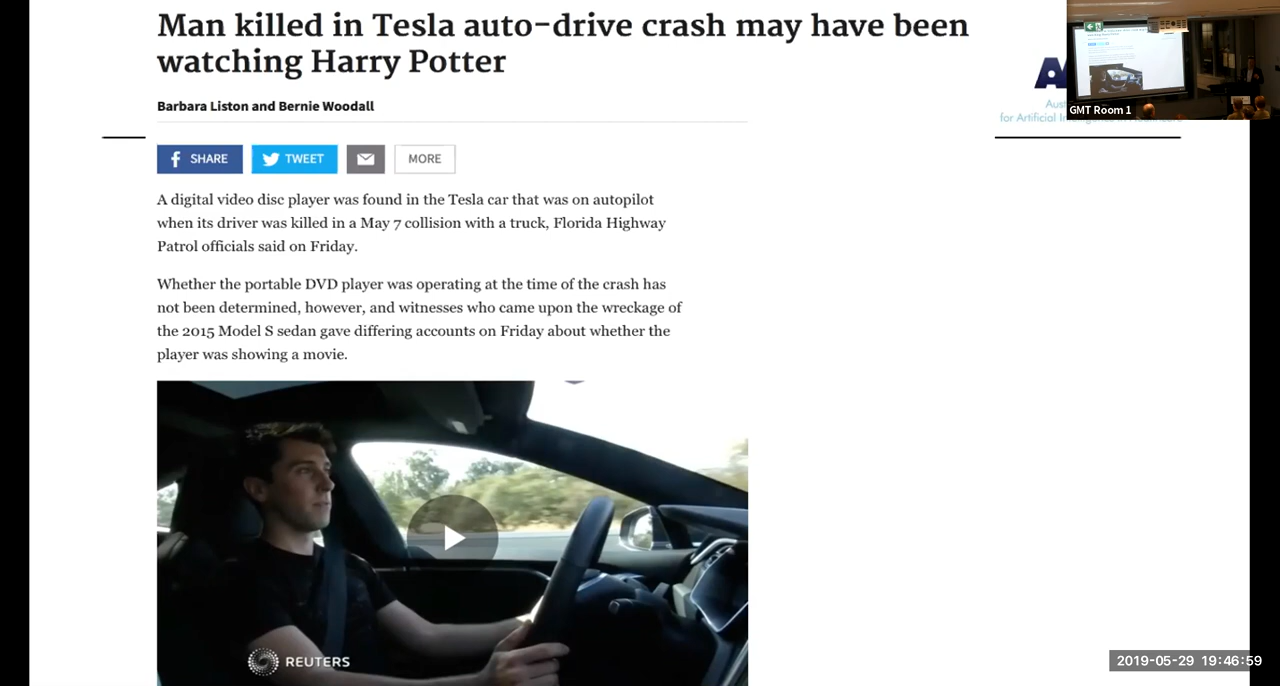 Man killed in Tesla auto-drive crash may have been
watching Harry Potter
Barbara Liston and Bernie Woodall
SHARE
TWEET
MORE
A digital video disc player was found in the Tesla car that was on autopilot
when its driver was killed in a May 7 collision with a truck, Florida Highway
Patrol officials said on Friday.
Whether the portable DVD player was operating at the time of the crash has
not been determined, however, and witnesses who came upon the wreckage of
the 2015 Model S sedan gave differing accounts on Friday about whether the
player was showing a movie.
REUTERS
A
Aus
for Artificial
GMT Room 1
2019-05-29 19:46:59